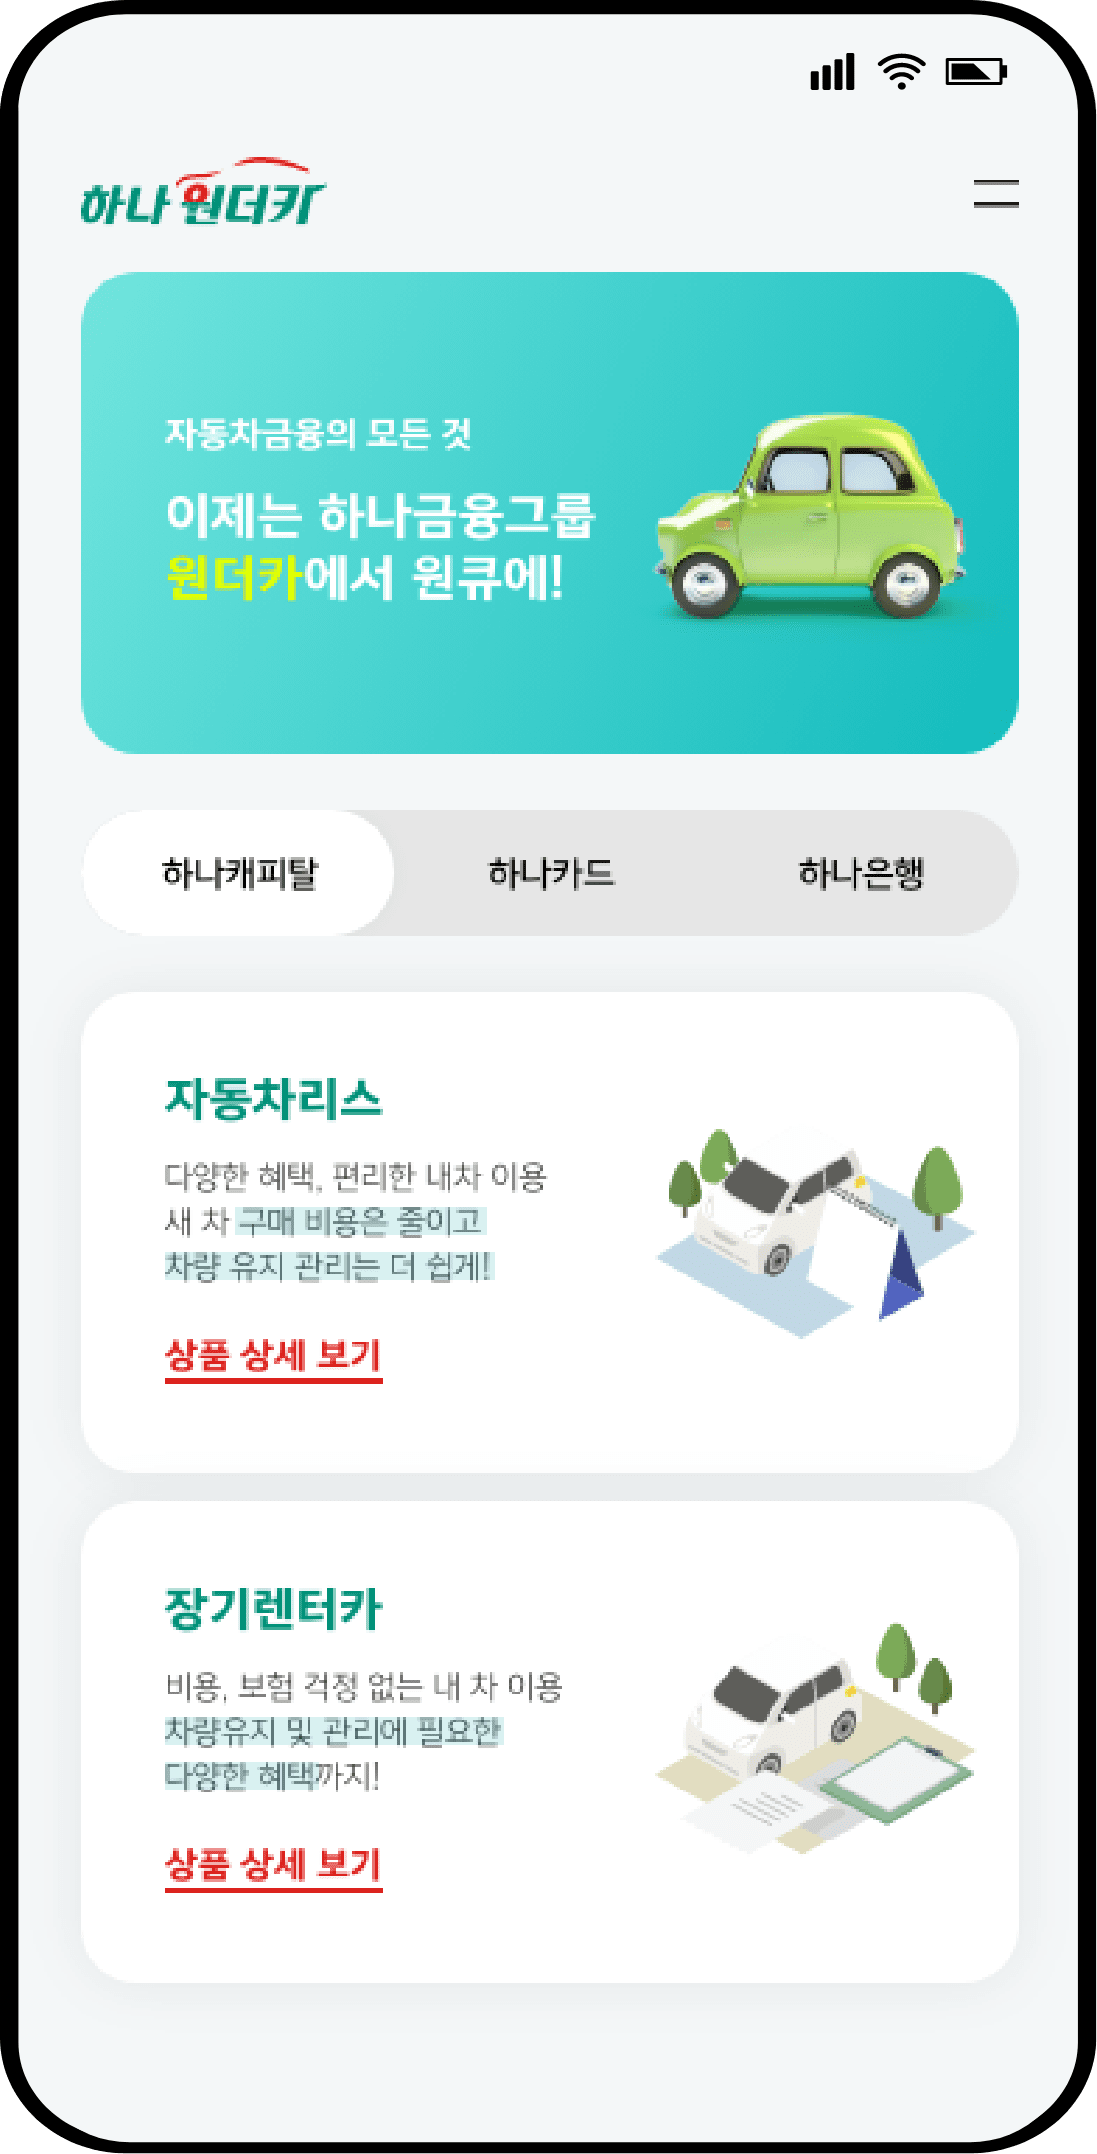 하나 원더카
자동차금융의 모든 것
이제는 하나금융그룹
원더카에서 원큐에!
하나캐피탈
하나카드
하나은행
자동차리스
다양한 혜택, 편리한 내차 이용
새 차 구매 비용은 줄이고
차량 유지 관리는 더 쉽게!
상품 상세 보기
장기렌터카
비용, 보험 걱정 없는 내 차 이용
차량유지 및 관리에 필요한
다양한 혜택까지!
상품 상세 보기